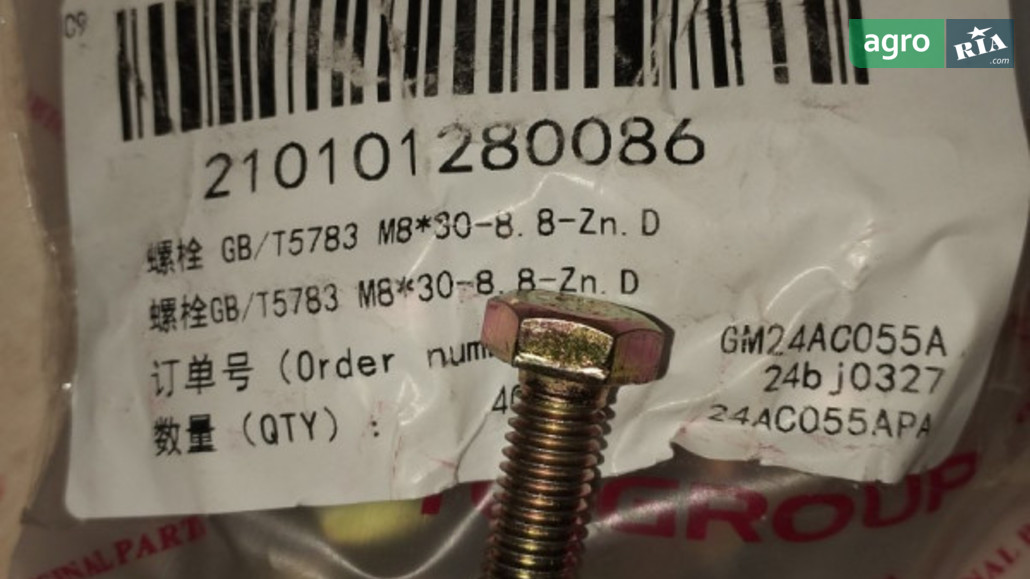 C9
agro RIA .com
210101280086
螺栓 GB/T5783 M8*30-8.8-Zn.D
螺栓GB/T5783 M8*30-8.8-Zn.D
订单号 (Order GM24AC055A
24bj0327
数量 (QTY) : 24AC055APA
GROUP